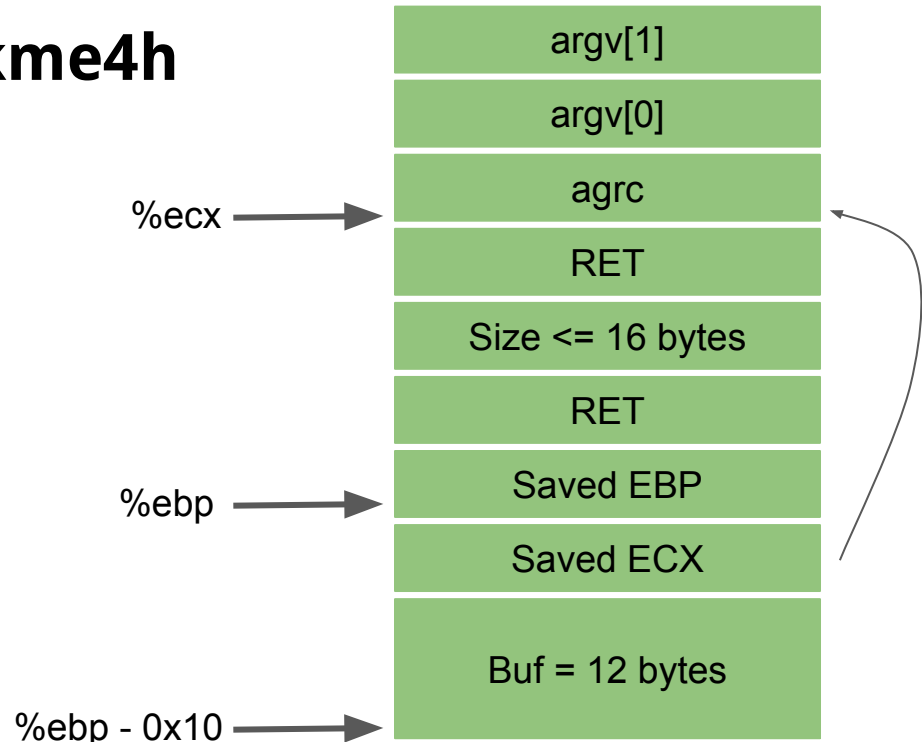 kme4h
argv[1]
argv[0]
agrc
%ecx
RET
Size <= 16 bytes
RET
Saved EBP
%ebp
Saved ECX
Buf = 12 bytes
%ebp - 0x10